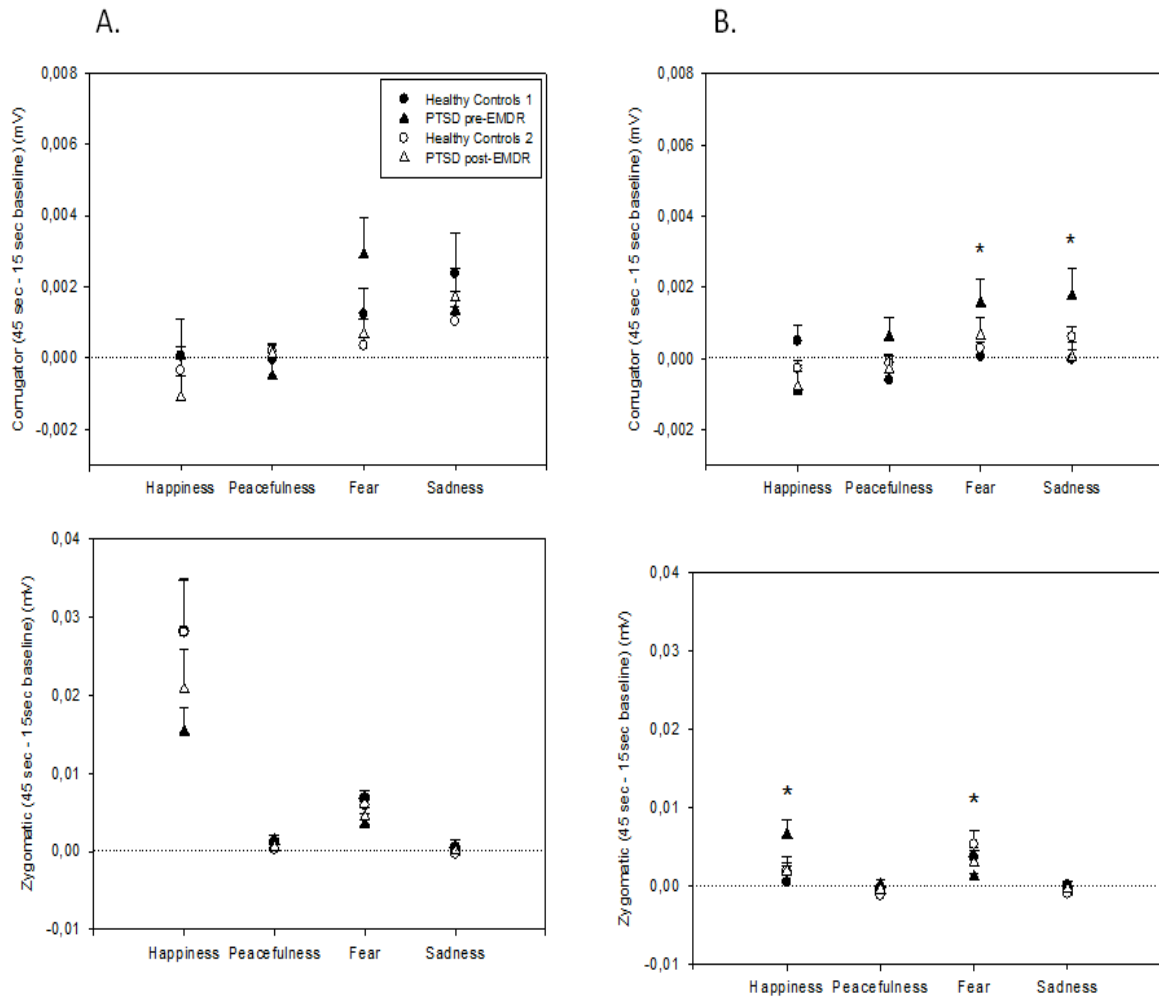 A.
B.
0,008
0,006
0,004
0,002
0,000
-0,002
Corrugator (45 sec - 15 sec baseline) (mV)
Healthy Controls 1
PTSD pre-EMDR
Healthy Controls 2
PTSD post-EMDR
Happiness Peacefulness Fear Sadness
0,008
0,006
0,004
0,002
0,000
-0,002
Corrugator (45 sec - 15 sec baseline) (mV)
* *
Happiness Peacefulness Fear Sadness
0,04
0,03
0,02
0,01
0,00
-0,01
Zygomatic (45 sec - 15sec baseline) (mV)
Happiness Peacefulness Fear Sadness
0,04
0,03
0,02
0,01
0,00
-0,01
Zygomatic (45 sec - 15sec baseline) (mV)
* *
Happiness Peacefulness Fear Sadness